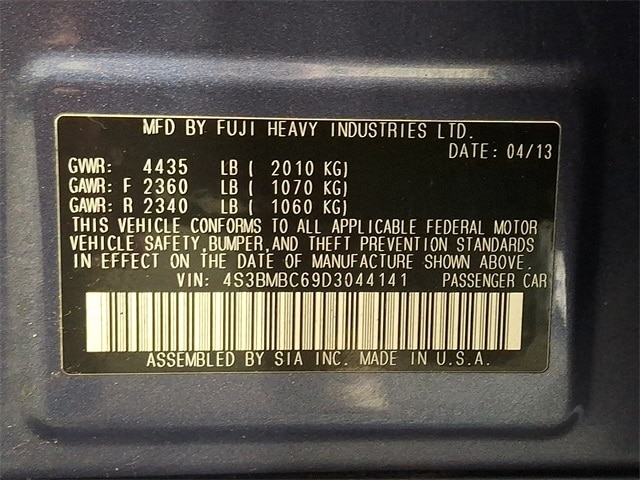 MFD BY FUJI HEAVY INDUSTRIES LTD.
DATE: 04/13
GVWR: 4435 LB ( 2010 KG)
GAWR: F 2360 LB ( 1070 KG)
GAWR: R 2340 LB ( 1060 KG)
THIS VEHICLE CONFORMS TO ALL APPLICABLE FEDERAL MOTOR
VEHICLE SAFETY, BUMPER, AND THEFT PREVENTION STANDARDS
IN EFFECT ON THE DATE OF MANUFACTURE SHOWN ABOVE.
VIN: 4S3BMBC69D3044141 PASSENGER CAR
ASSEMBLED BY SIA INC. MADE IN U.S.A.